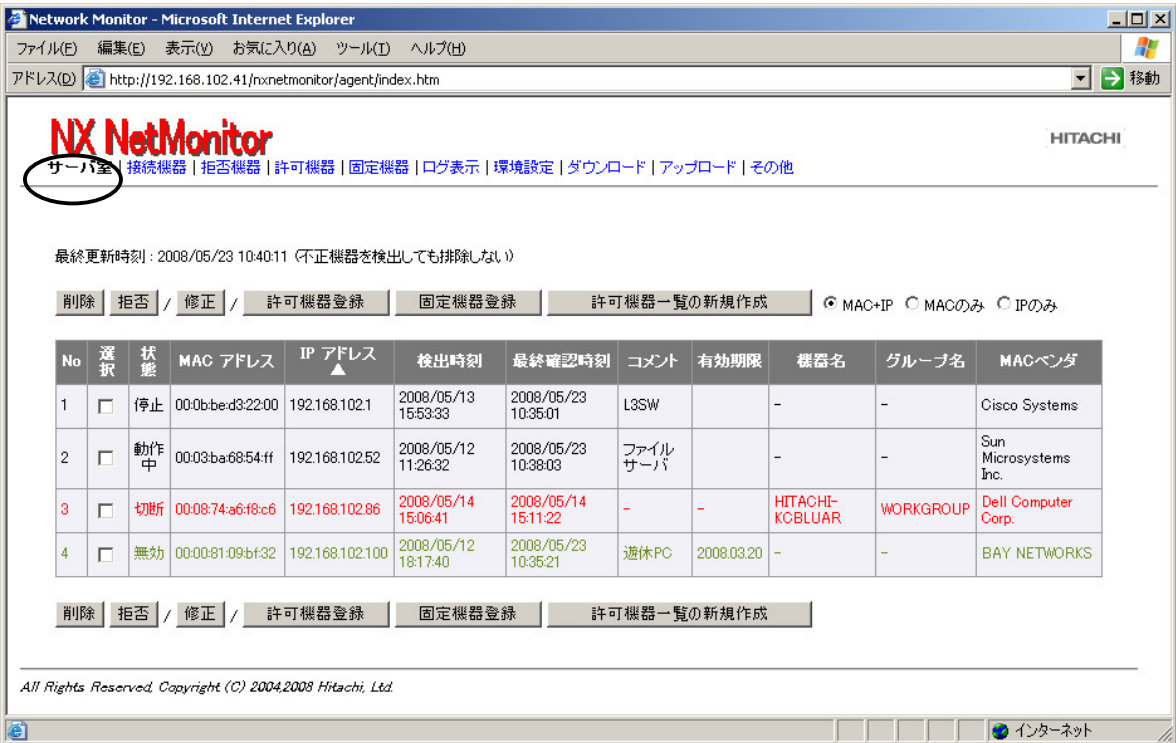 Network Monitor - Microsoft Internet Explorer
ファイル(F) 編集(E) 表示(V) お気に入り(A) ツール(T) ヘルプ(H)
アドレス(D) http://192.168.102.41/nxnetmonitor/agent/index.htm 移動
NX NetMonitor
HITACHI
サーバ室 | 接続機器 | 拒否機器 | 許可機器 | 固定機器 | ログ表示 | 環境設定 | ダウンロード | アップロード | その他
最終更新時刻 : 2008/05/23 10:40:11 (不正機器を検出しても排除しない)
削除 拒否 / 修正 / 許可機器登録 固定機器登録 許可機器一覧の新規作成 MAC+IP MACのみ IPのみ
No 選択 状態 MAC アドレス IP アドレス ▲ 検出時刻 最終確認時刻 コメント 有効期限 機器名 グループ名 MACベンダ
1 停止 00:0b:be:d3:22:00 192.168.102.1 2008/05/13 15:53:33 2008/05/23 10:35:01 L3SW - - Cisco Systems
2 動作中 00:03:ba:68:54:ff 192.168.102.52 2008/05/12 11:26:32 2008/05/23 10:38:03 ファイルサーバ - - Sun Microsystems Inc.
3 切断 00:08:74:a6:f8:c6 192.168.102.86 2008/05/14 15:06:41 2008/05/14 15:11:22 - - HITACHI-KCBLUAR WORKGROUP Dell Computer Corp.
4 無効 00:00:81:09:bf:32 192.168.102.100 2008/05/12 18:17:40 2008/05/23 10:35:21 遊休PC 2008.03.20 - - BAY NETWORKS
削除 拒否 / 修正 / 許可機器登録 固定機器登録 許可機器一覧の新規作成
All Rights Reserved, Copyright (C) 2004,2008 Hitachi, Ltd.
インターネット